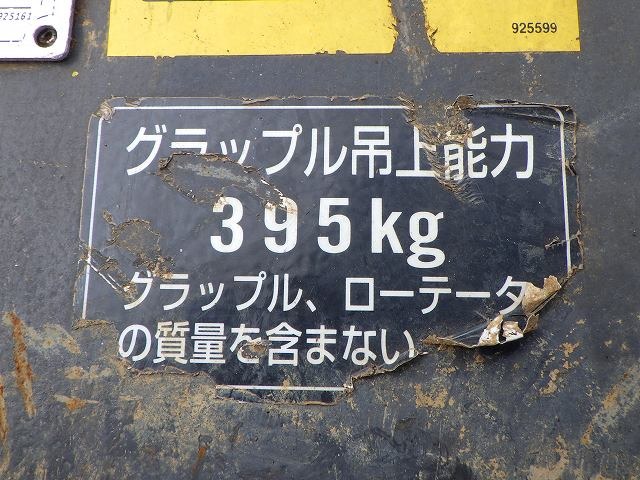 925161
925599
グラップル吊上能力
395kg
グラップル、ローテータ
の質量を含まない